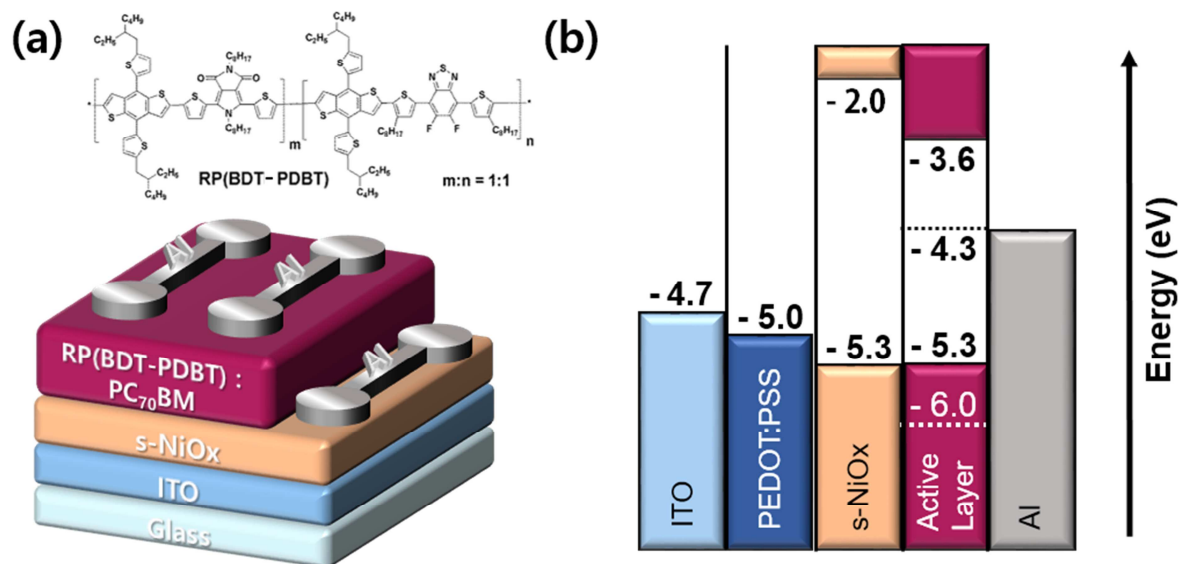 (a)
C₄H₉
C₂H₅
S
S
S
S
C₈H₁₇
O
N
O
S
N
S
C₈H₁₇
m
C₂H₅
C₄H₉
C₄H₉
C₂H₅
S
S
S
S
S
C₈H₁₇
N
S
N
F
F
S
C₈H₁₇
n
C₂H₅
C₄H₉
RP(BDT-PDBT)
m:n = 1:1
Al
Al
Al
RP(BDT-PDBT) :
PC₇₀BM
s-NiOx
ITO
Glass
(b)
- 2.0
- 3.6
- 4.3
- 4.7
- 5.0
- 5.3
- 5.3
- 6.0
ITO
PEDOT:PSS
s-NiOx
Active
Layer
Al
Energy (eV)